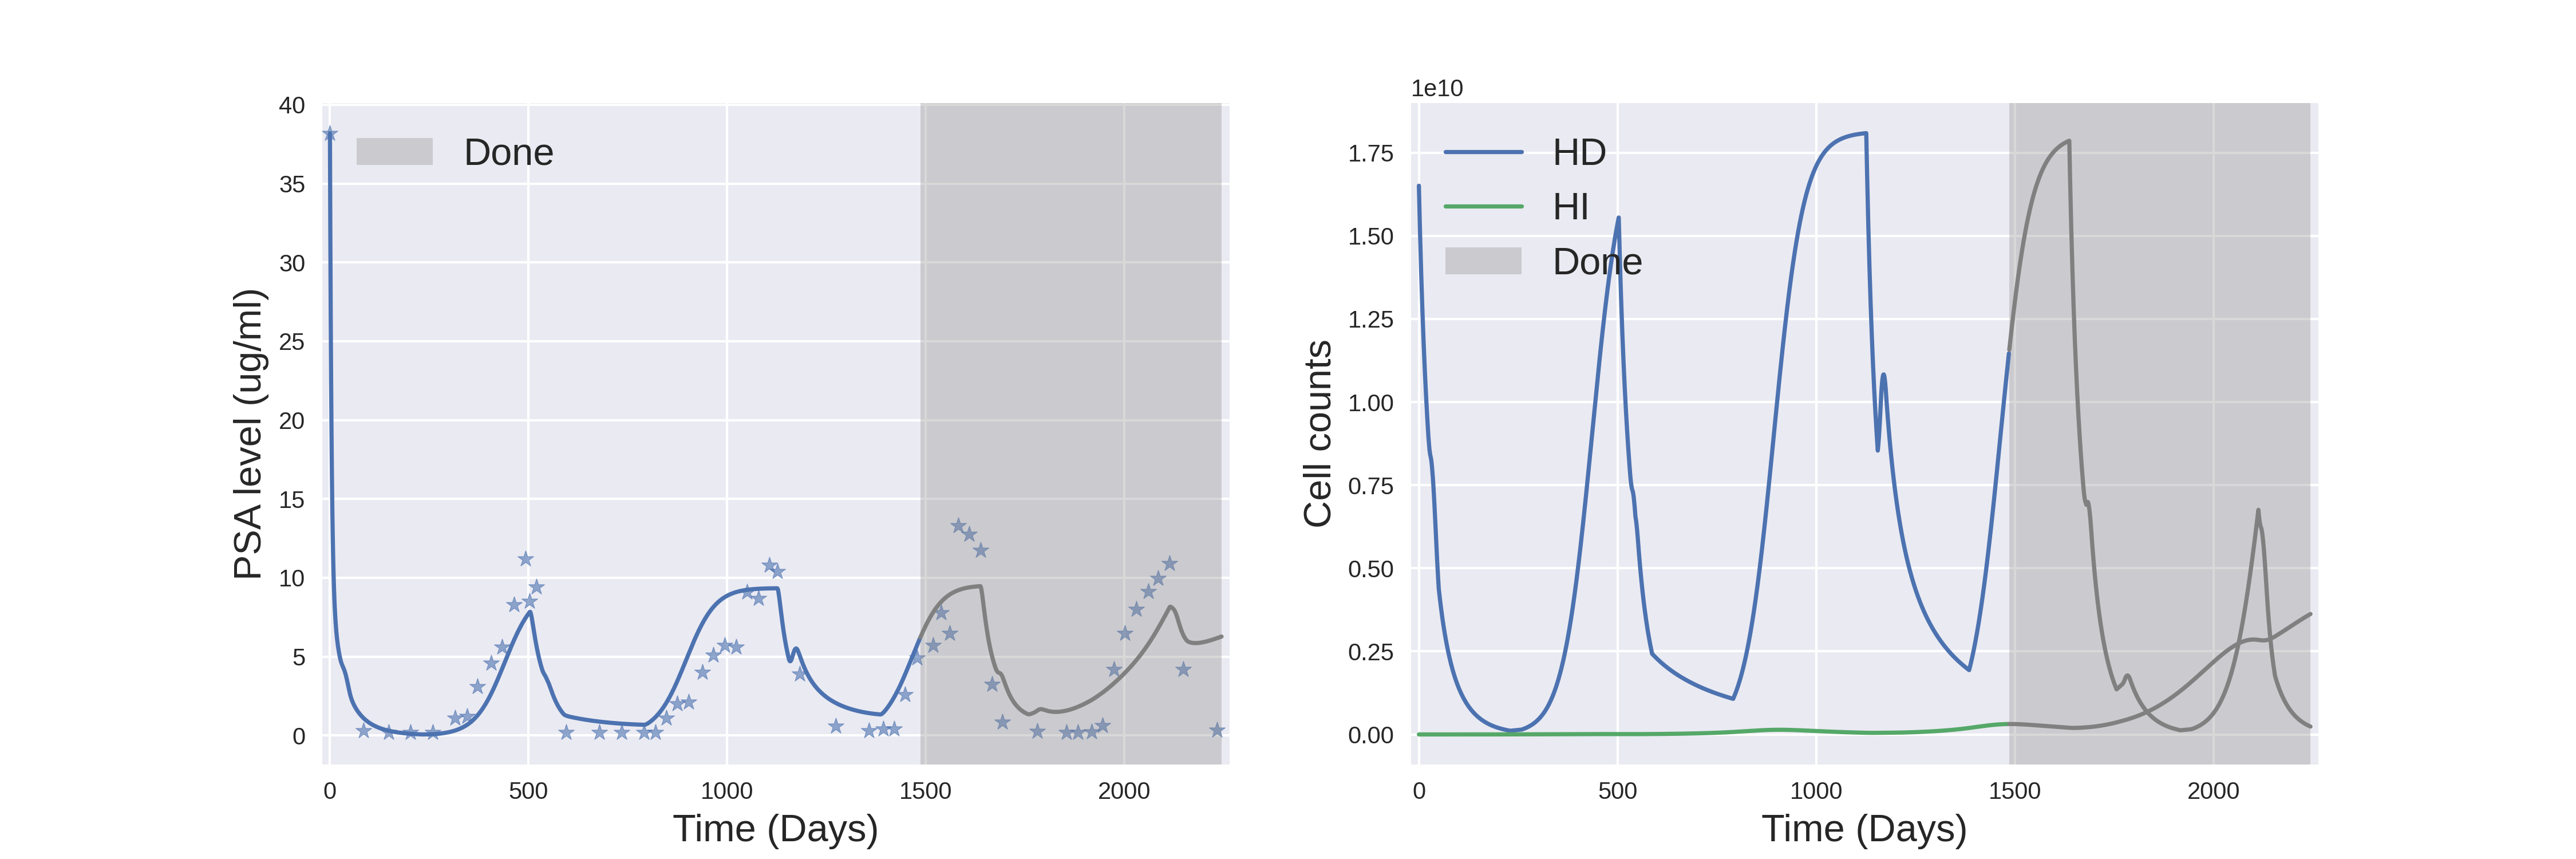 40
35
30
25
20
15
10
5
0
PSA level (ug/ml)
Done
0 500 1000 1500 2000
Time (Days)
1e10
1.75
1.50
1.25
1.00
0.75
0.50
0.25
0.00
Cell counts
HD
HI
Done
0 500 1000 1500 2000
Time (Days)